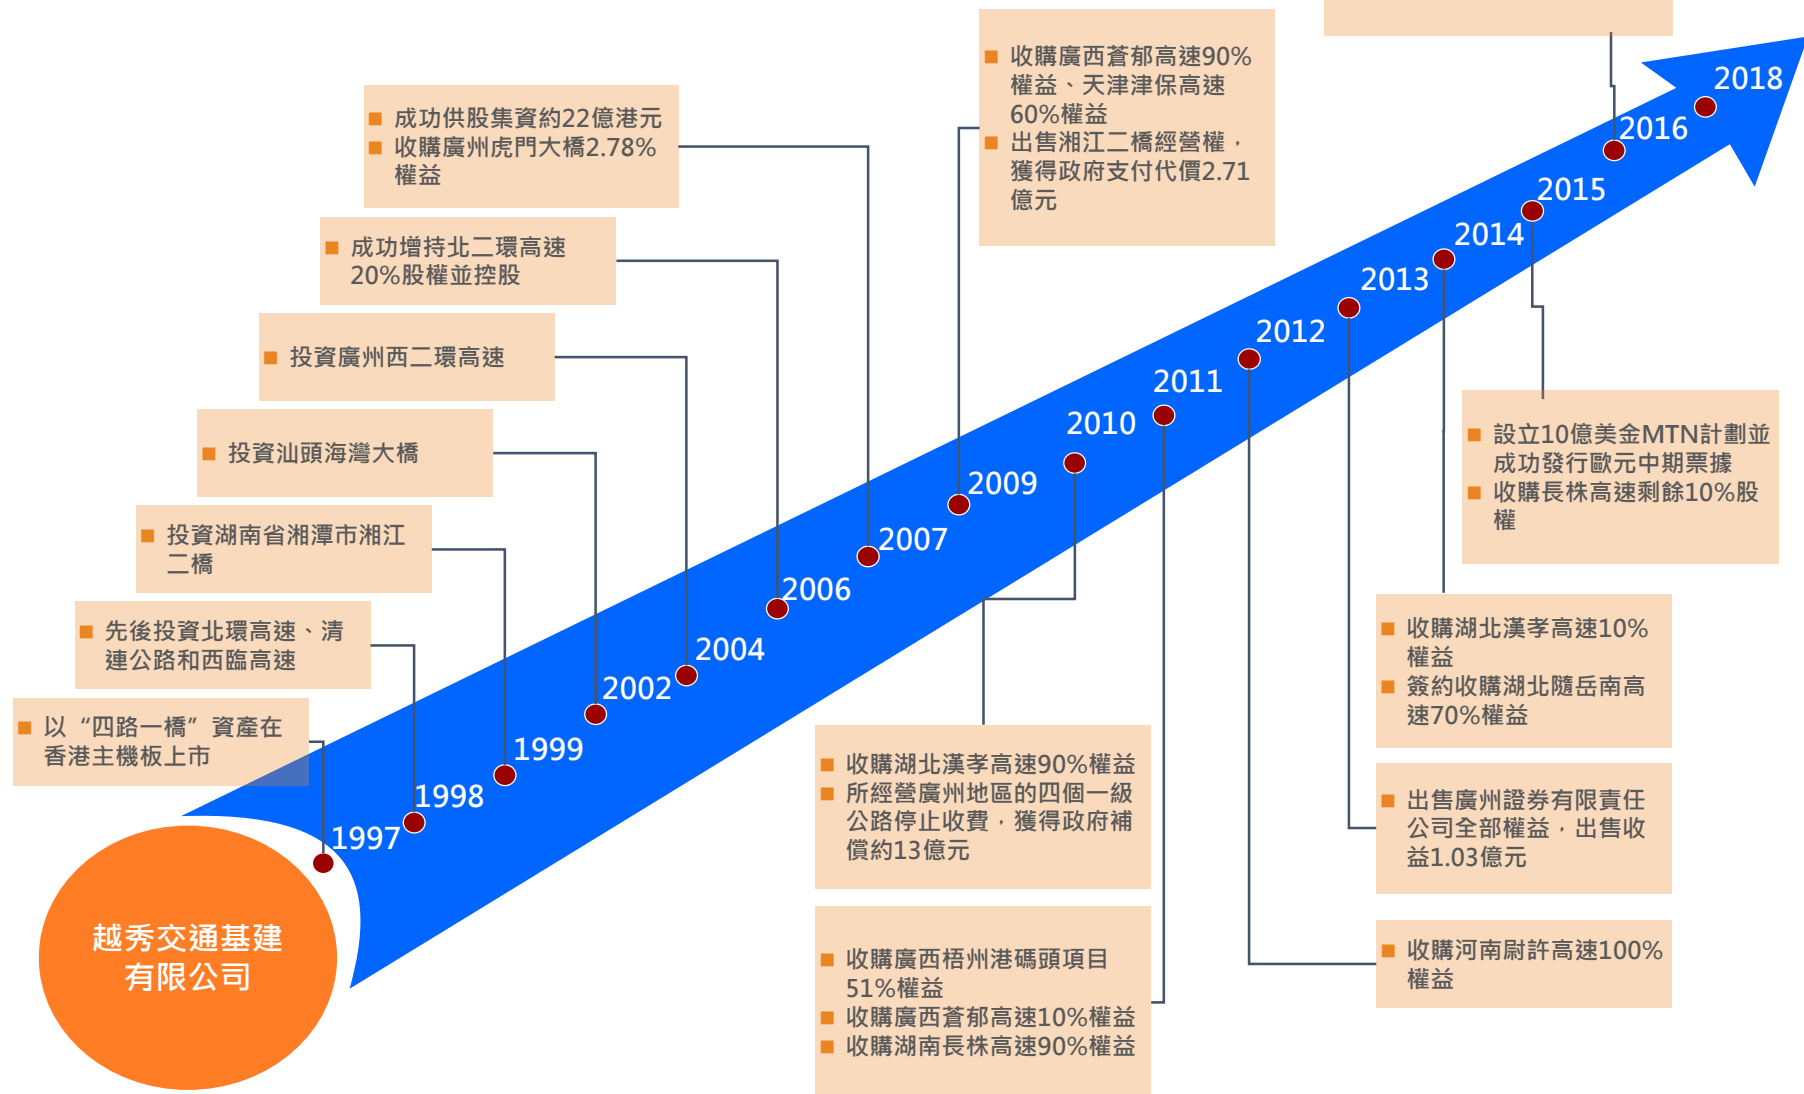 收購廣西蒼郁高速90%
權益、天津津保高速
60%權益
出售湘江二橋經營權，
獲得政府支付代價2.71
億元
成功供股集資約22億港元
收購廣州虎門大橋2.78%
權益
成功增持北二環高速
20%股權並控股
投資廣州西二環高速
投資汕頭海灣大橋
投資湖南省湘潭市湘江
二橋
先後投資北環高速、清
連公路和西臨高速
以“四路一橋”資產在
香港主機板上市
1997
1998
1999
2002
2004
2006
2007
2009
2010
2011
2012
2013
2014
2015
2016
2018
越秀交通基建
有限公司
收購湖北漢孝高速90%權益
所經營廣州地區的四個一級
公路停止收費，獲得政府補
償約13億元
收購廣西梧州港碼頭項目
51%權益
收購廣西蒼郁高速10%權益
收購湖南長株高速90%權益
設立10億美金MTN計劃並
成功發行歐元中期票據
收購長株高速剩餘10%股
權
收購湖北漢孝高速10%
權益
簽約收購湖北隨岳南高
速70%權益
出售廣州證券有限責任
公司全部權益，出售收
益1.03億元
收購河南尉許高速100%
權益